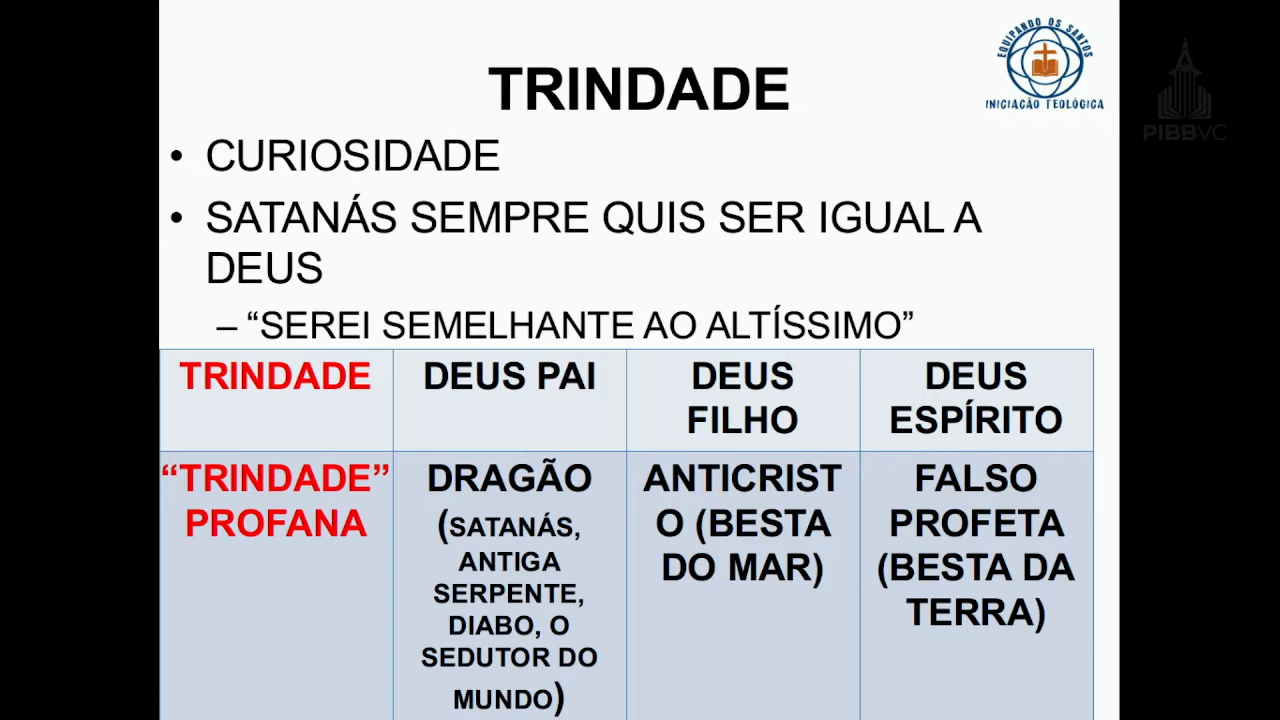 EQUIPANDO OS SANTOS
INICIAÇÃO TEOLÓGICA
PIBBVC
TRINDADE
• CURIOSIDADE
• SATANÁS SEMPRE QUIS SER IGUAL A
DEUS
– “SEREI SEMELHANTE AO ALTÍSSIMO”
TRINDADE
DEUS PAI
DEUS
FILHO
DEUS
ESPÍRITO
“TRINDADE”
PROFANA
DRAGÃO
(SATANÁS,
ANTIGA
SERPENTE,
DIABO, O
SEDUTOR DO
MUNDO)
ANTICRIST
O (BESTA
DO MAR)
FALSO
PROFETA
(BESTA DA
TERRA)